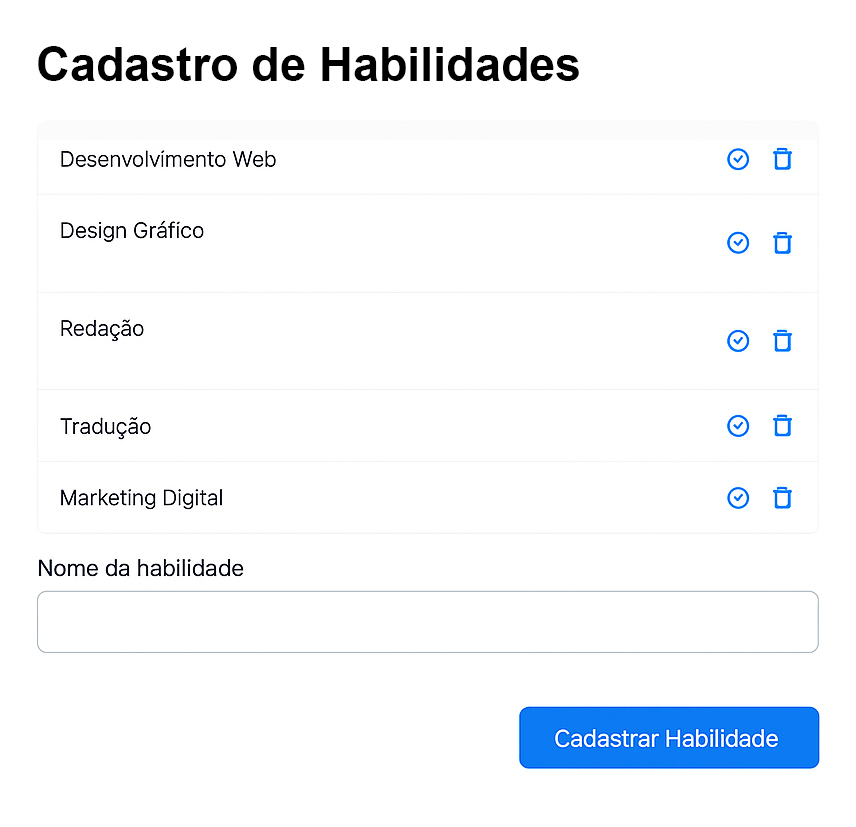 Cadastro de Habilidades
Desenvolvimento Web
Design Gráfico
Redação
Tradução
Marketing Digital
Nome da habilidade
Cadastrar Habilidade